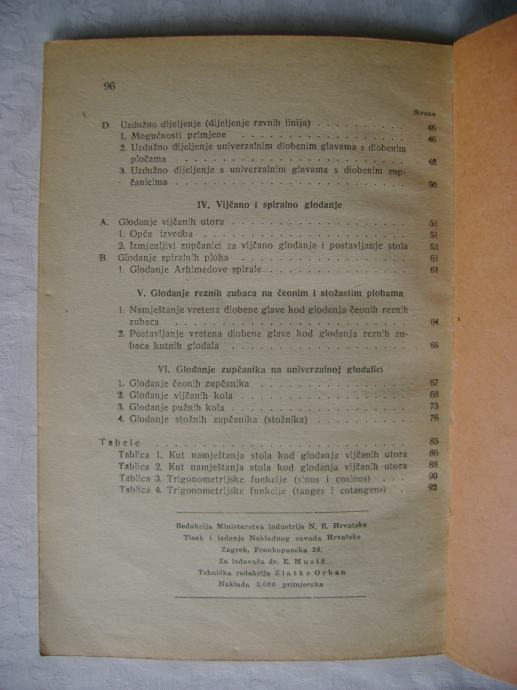 96
Strana
D. Uzdužno dijeljenje (dijeljenje ravnih linija) . . . . . . . . . . 46
1. Mogućnosti primjene . . . . . . . . . . . . . . . . . . 46
2. Uzdužno dijeljenje univerzalnim diobenim glavama s diobenim
pločama . . . . . . . . . . . . . . . . . . . . . . . . 48
3. Uzdužno dijeljenje s univerzalnim glavama s diobenim zup-
čanicima . . . . . . . . . . . . . . . . . . . . . . . . 50
IV. Vijčano i spiralno glodanje
A. Glodanje vijčanih utora . . . . . . . . . . . . . . . . . . . 51
1. Opća izvedba . . . . . . . . . . . . . . . . . . . . . . 51
2. Izmjenljivi zupčanici za vijčano glodanje i postavljanje stola 53
B. Glodanje spiralnih ploha . . . . . . . . . . . . . . . . . . 61
1. Glodanje Arhimedove spirale . . . . . . . . . . . . . . . 61
V. Glodanje reznih zubaca na čeonim i stožastim plohama
1. Namještanje vretena diobene glave kod glodanja čeonih reznih
zubaca . . . . . . . . . . . . . . . . . . . . . . . . . 64
2. Postavljanje vretena diobene glave kod glodanja reznih zu-
baca kutnih glodala . . . . . . . . . . . . . . . . . . . 66
VI. Glodanje zupčanika na univerzalnoj glodalici
1. Glodanje čeonih zupčanika . . . . . . . . . . . . . . . . 67
2. Glodanje vijčanih kola . . . . . . . . . . . . . . . . . . 68
3. Glodanje pužnih kola . . . . . . . . . . . . . . . . . . 73
4. Glodanje stožnih zupčanika (stožnika) . . . . . . . . . . . 76
Tabele . . . . . . . . . . . . . . . . . . . . . . . . . . . 85
Tablica 1. Kut namještanja stola kod glodanja vijčanih utora 86
Tablica 2. Kut namještanja stola kod glodanja vijčanih utora 88
Tablica 3. Trigonometrijske funkcije (sinus i cosinus) . . . 90
Tablica 4. Trigonometrijske funkcije (tanges i cotangens) . . 92
Redakcija Ministarstva industrije N. R. Hrvatske
Tisak i izdanje Nakladnog zavoda Hrvatske
Zagreb, Frankopanska 26.
Za izdavača dr. E. Musić
Tehnička redakcija Zlatko Orhan
Naklada 5.000 primjeraka